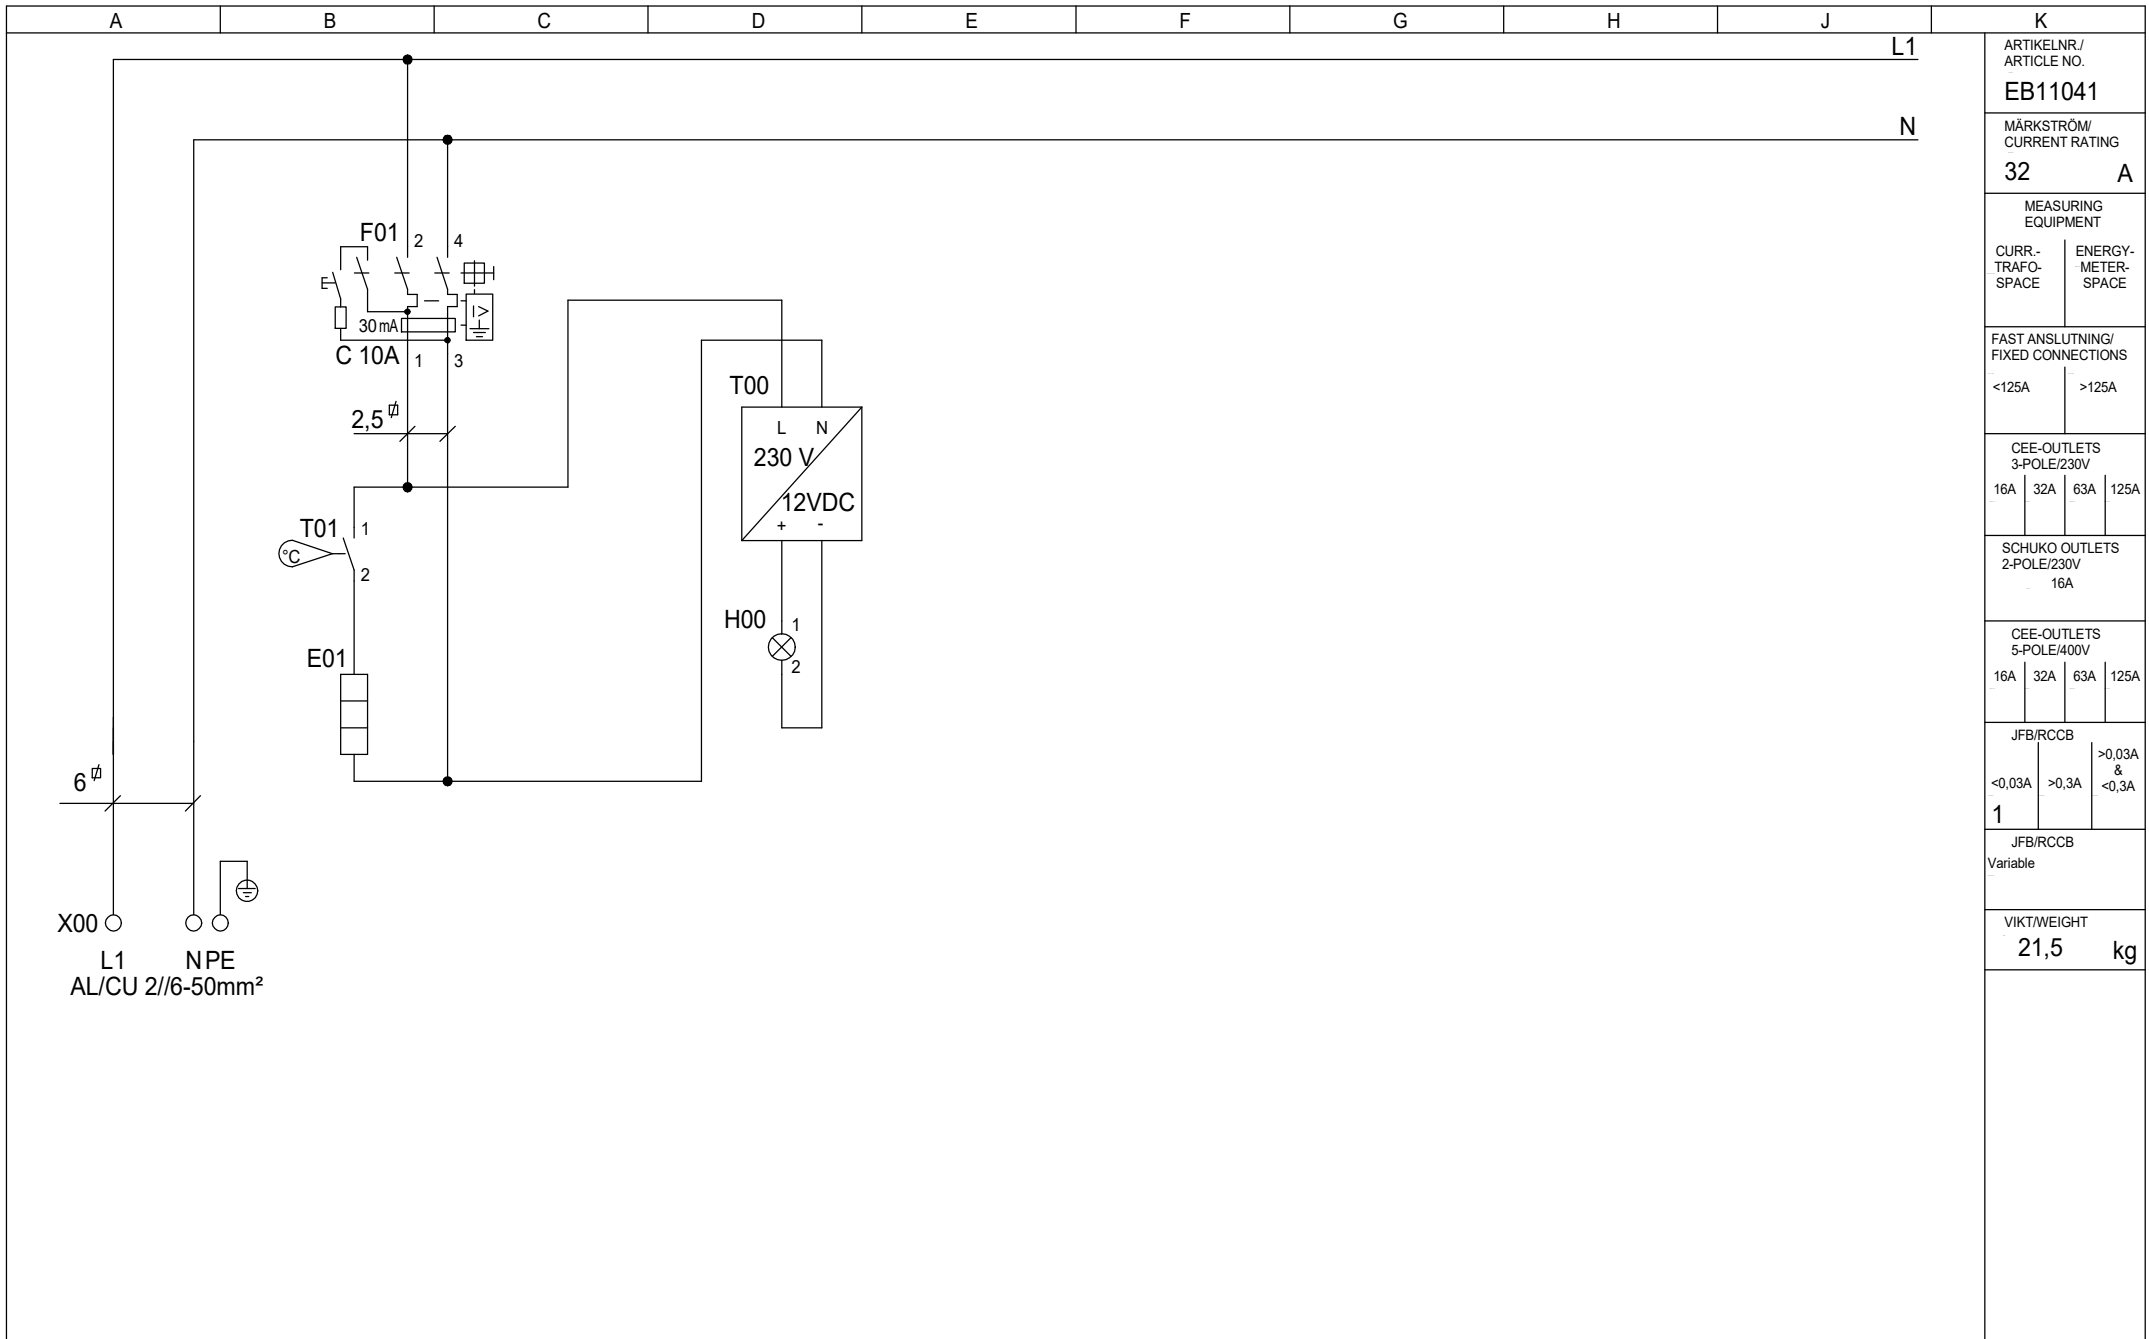 A B C D E F G H J K
L1
N
F01
2 4
30 mA
I>
C 10A
1 3
2,5
T00
L N
230 V
12VDC
+ -
T01
1
°C
2
H00
1
2
E01
6
X00
L1 N PE
AL/CU 2//6-50mm²
ARTIKELNR./
ARTICLE NO.
EB11041
MÄRKSTRÖM/
CURRENT RATING
32 A
MEASURING
EQUIPMENT
CURR.-
TRAFO-
SPACE
ENERGY-
METER-
SPACE
FAST ANSLUTNING/
FIXED CONNECTIONS
<125A >125A
CEE-OUTLETS
3-POLE/230V
16A 32A 63A 125A
SCHUKO OUTLETS
2-POLE/230V
16A
CEE-OUTLETS
5-POLE/400V
16A 32A 63A 125A
JFB/RCCB
<0,03A >0,3A
>0,03A
&
<0,3A
1
JFB/RCCB
Variable
VIKT/WEIGHT
21,5 kg